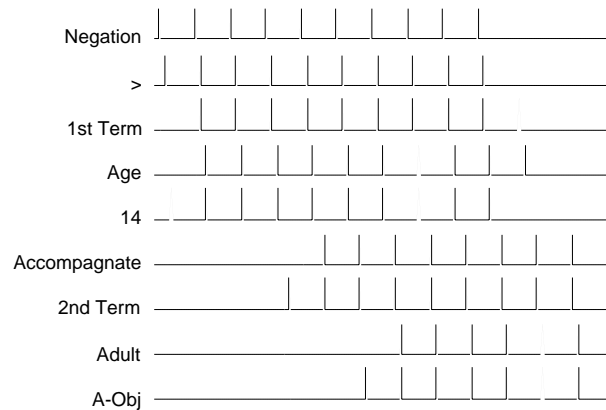 Negation
>
1st Term
Age
14
Accompagnate
2nd Term
Adult
A-Obj